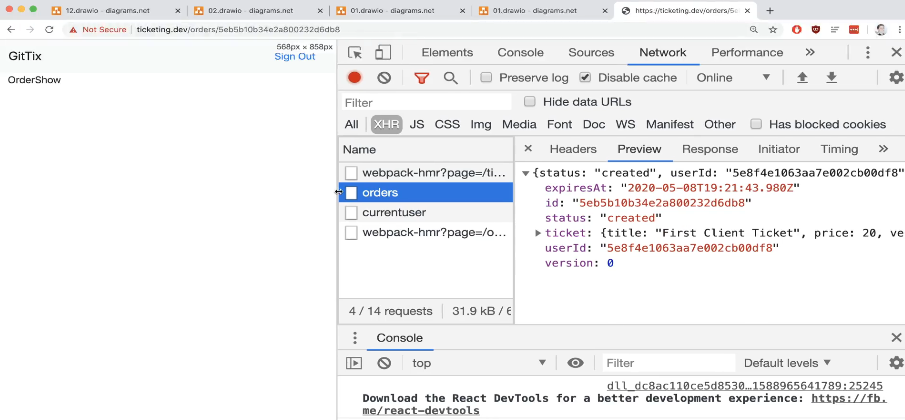 12.drawio - diagrams.net
02.drawio - diagrams.net
01.drawio - diagrams.net
01.drawio - diagrams.net
https://ticketing.dev/orders/5eb
Not Secure | ticketing.dev/orders/5eb5b10b34e2a800232d6db8
GitTix
568px × 858px
Sign Out
OrderShow
Elements Console Sources Network Performance »
Preserve log Disable cache Online
Filter
Hide data URLs
All XHR JS CSS Img Media Font Doc WS Manifest Other Has blocked cookies
Name
× Headers Preview Response Initiator Timing »
webpack-hmr?page=/ti...
orders
currentuser
webpack-hmr?page=/o...
{status: "created", userId: "5e8f4e1063aa7e002cb00df8"
expiresAt: "2020-05-08T19:21:43.980Z"
id: "5eb5b10b34e2a800232d6db8"
status: "created"
ticket: {title: "First Client Ticket", price: 20, ve
userId: "5e8f4e1063aa7e002cb00df8"
version: 0
4 / 14 requests 31.9 kB / 6
Console
top
Filter
Default levels
dll_dc8ac110ce5d8530…1588965641789:25245
Download the React DevTools for a better development experience: https://fb.
me/react-devtools